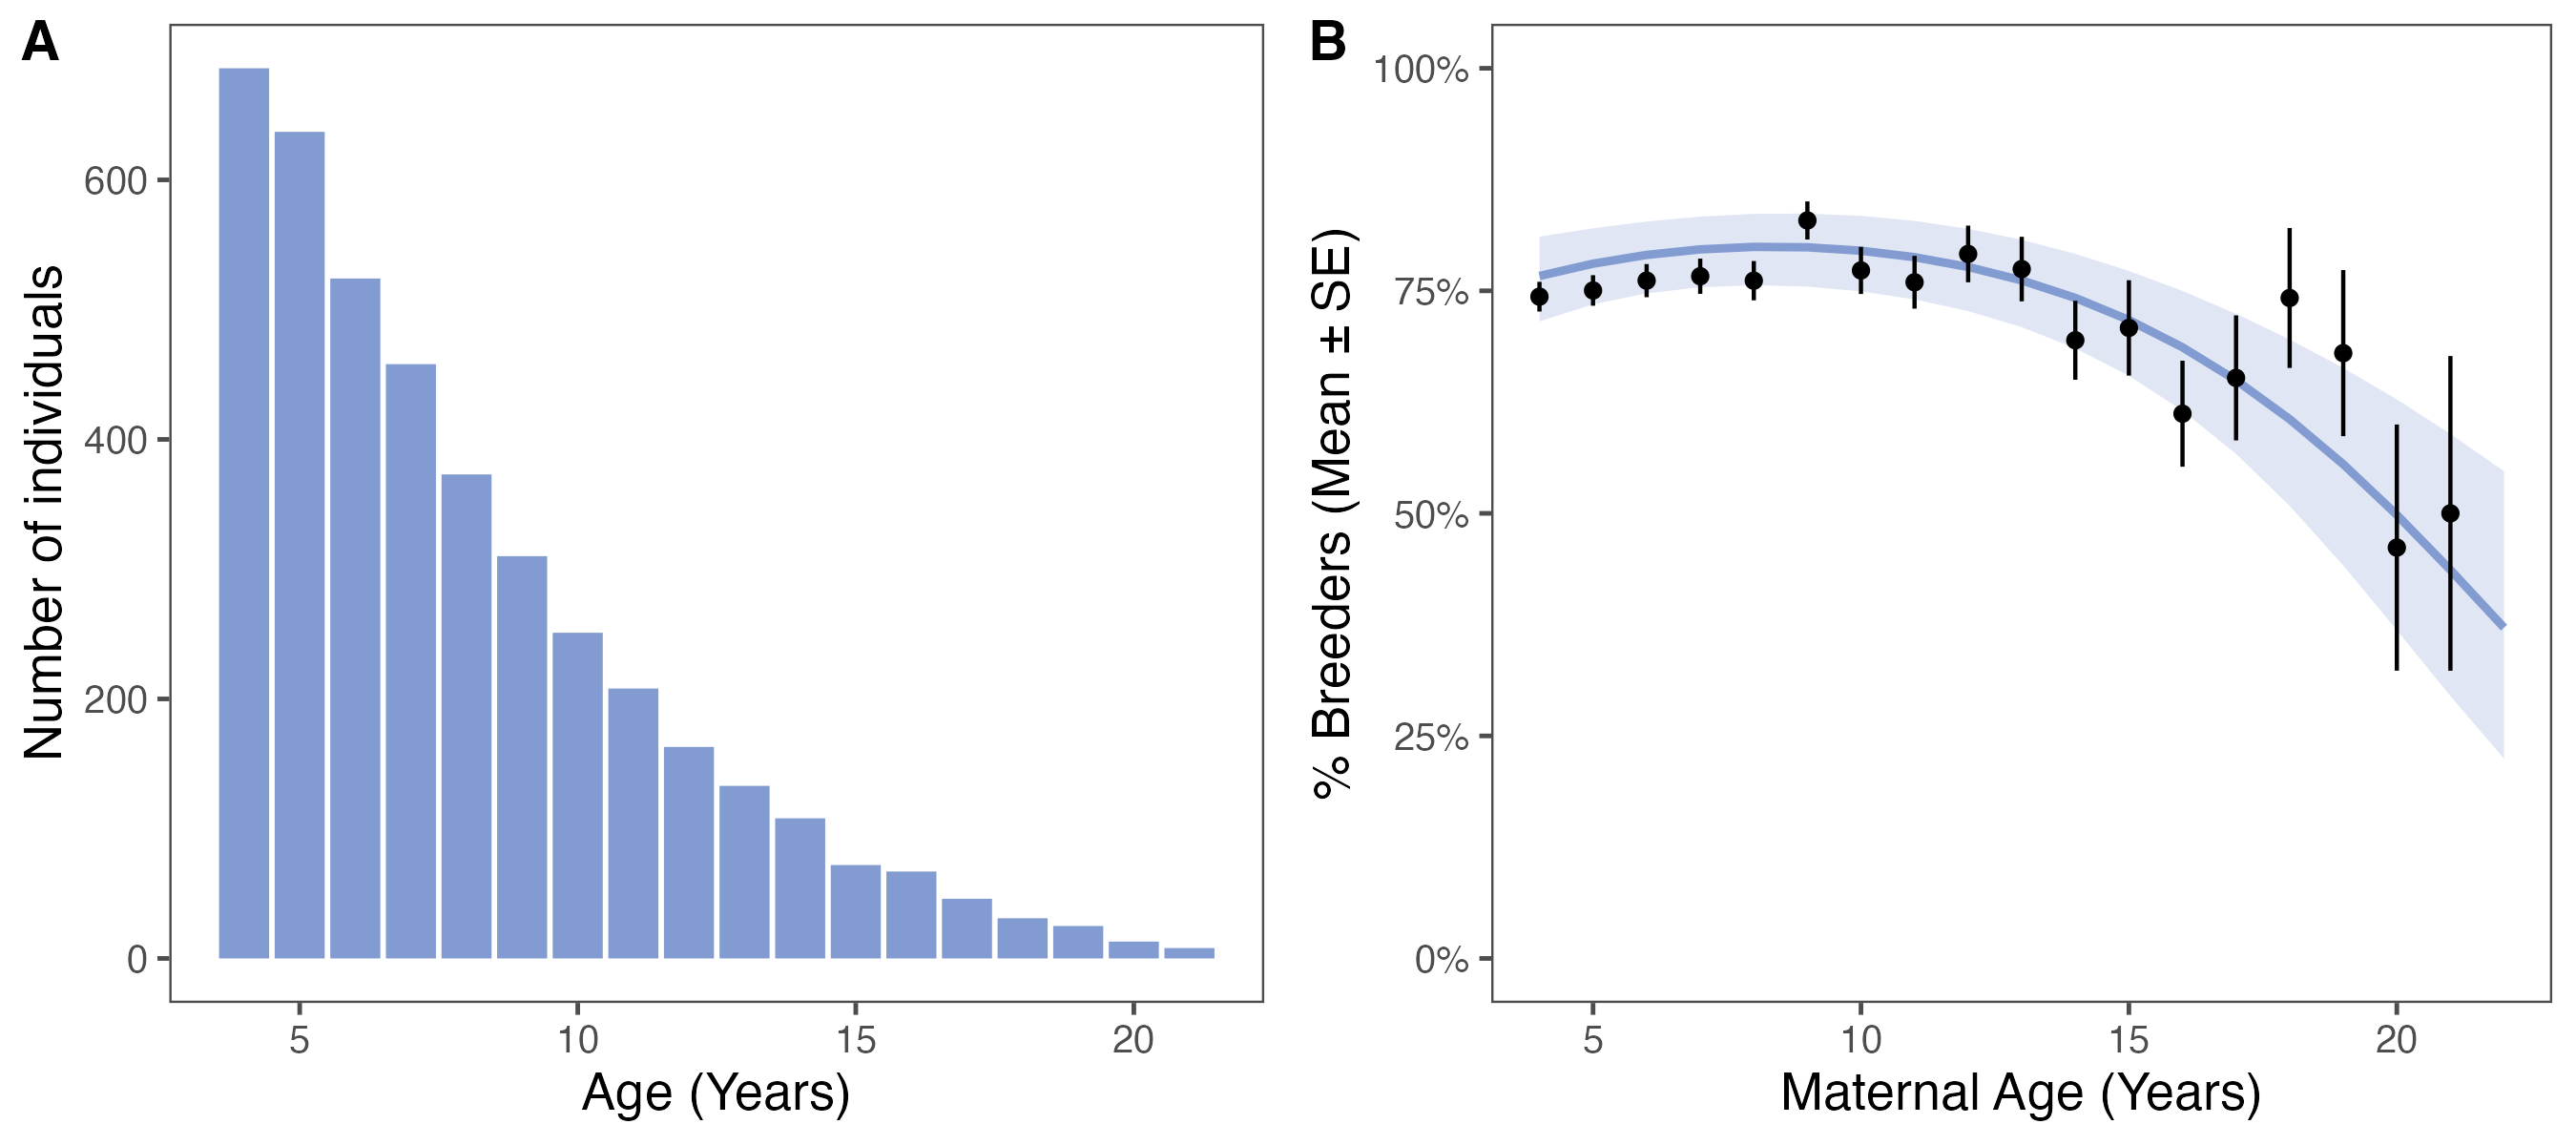 A
Number of individuals
600
400
200
0
5 10 15 20
Age (Years)
B
% Breeders (Mean ± SE)
100%
75%
50%
25%
0%
5 10 15 20
Maternal Age (Years)